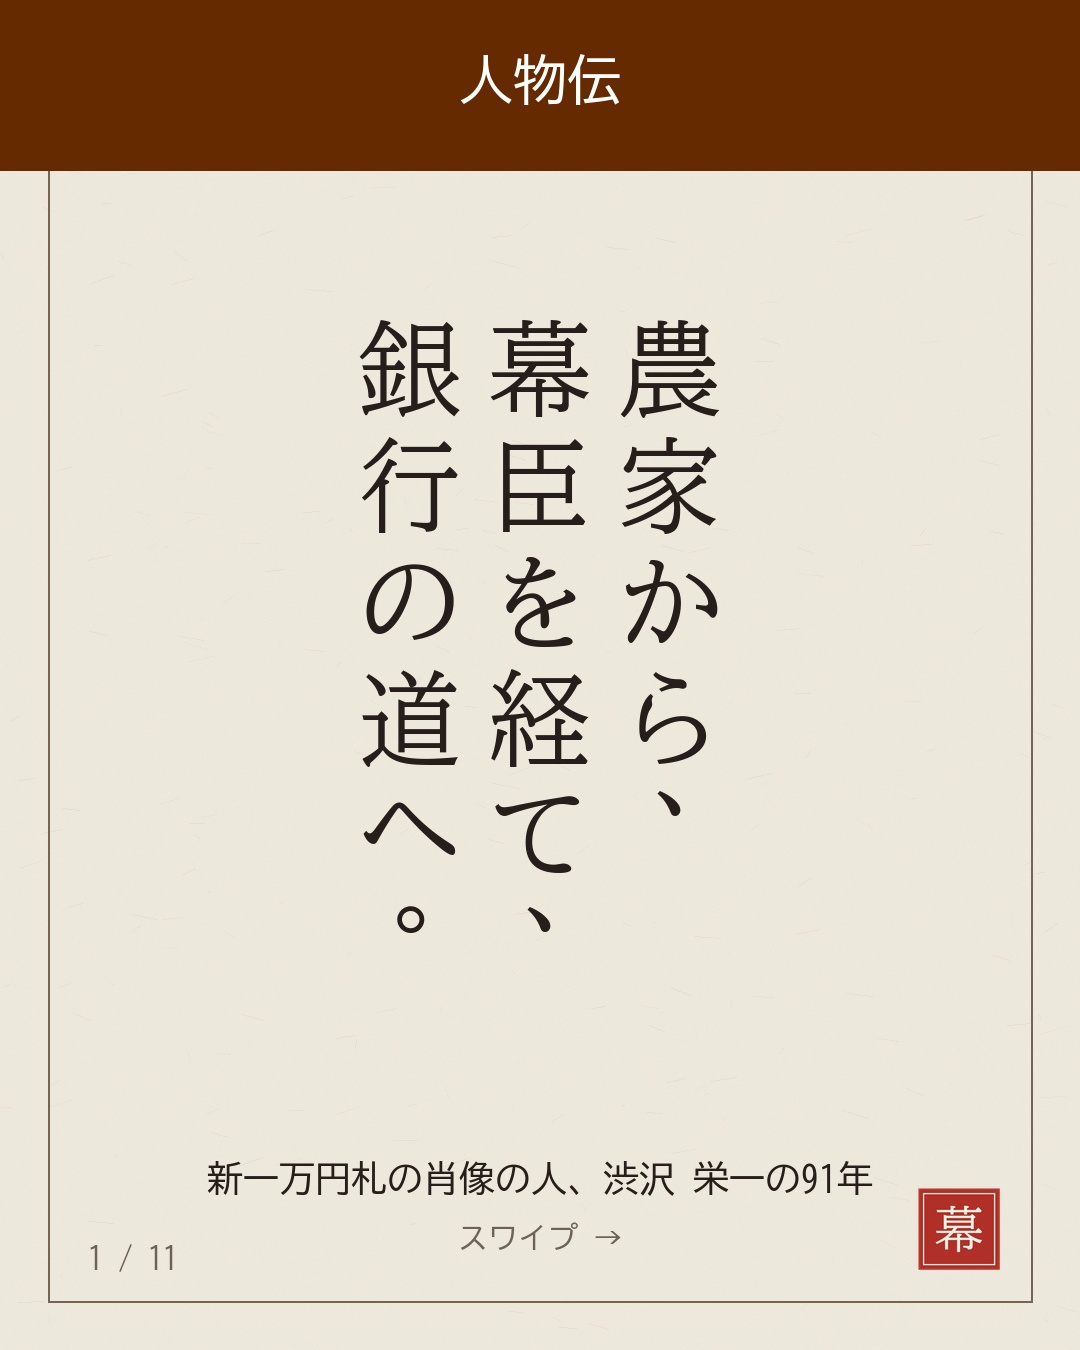 人物伝
農家から、
幕臣を経て、
銀行の道へ。
新一万円札の肖像の人、渋沢 栄一の91年
スワイプ →
1 / 11
幕